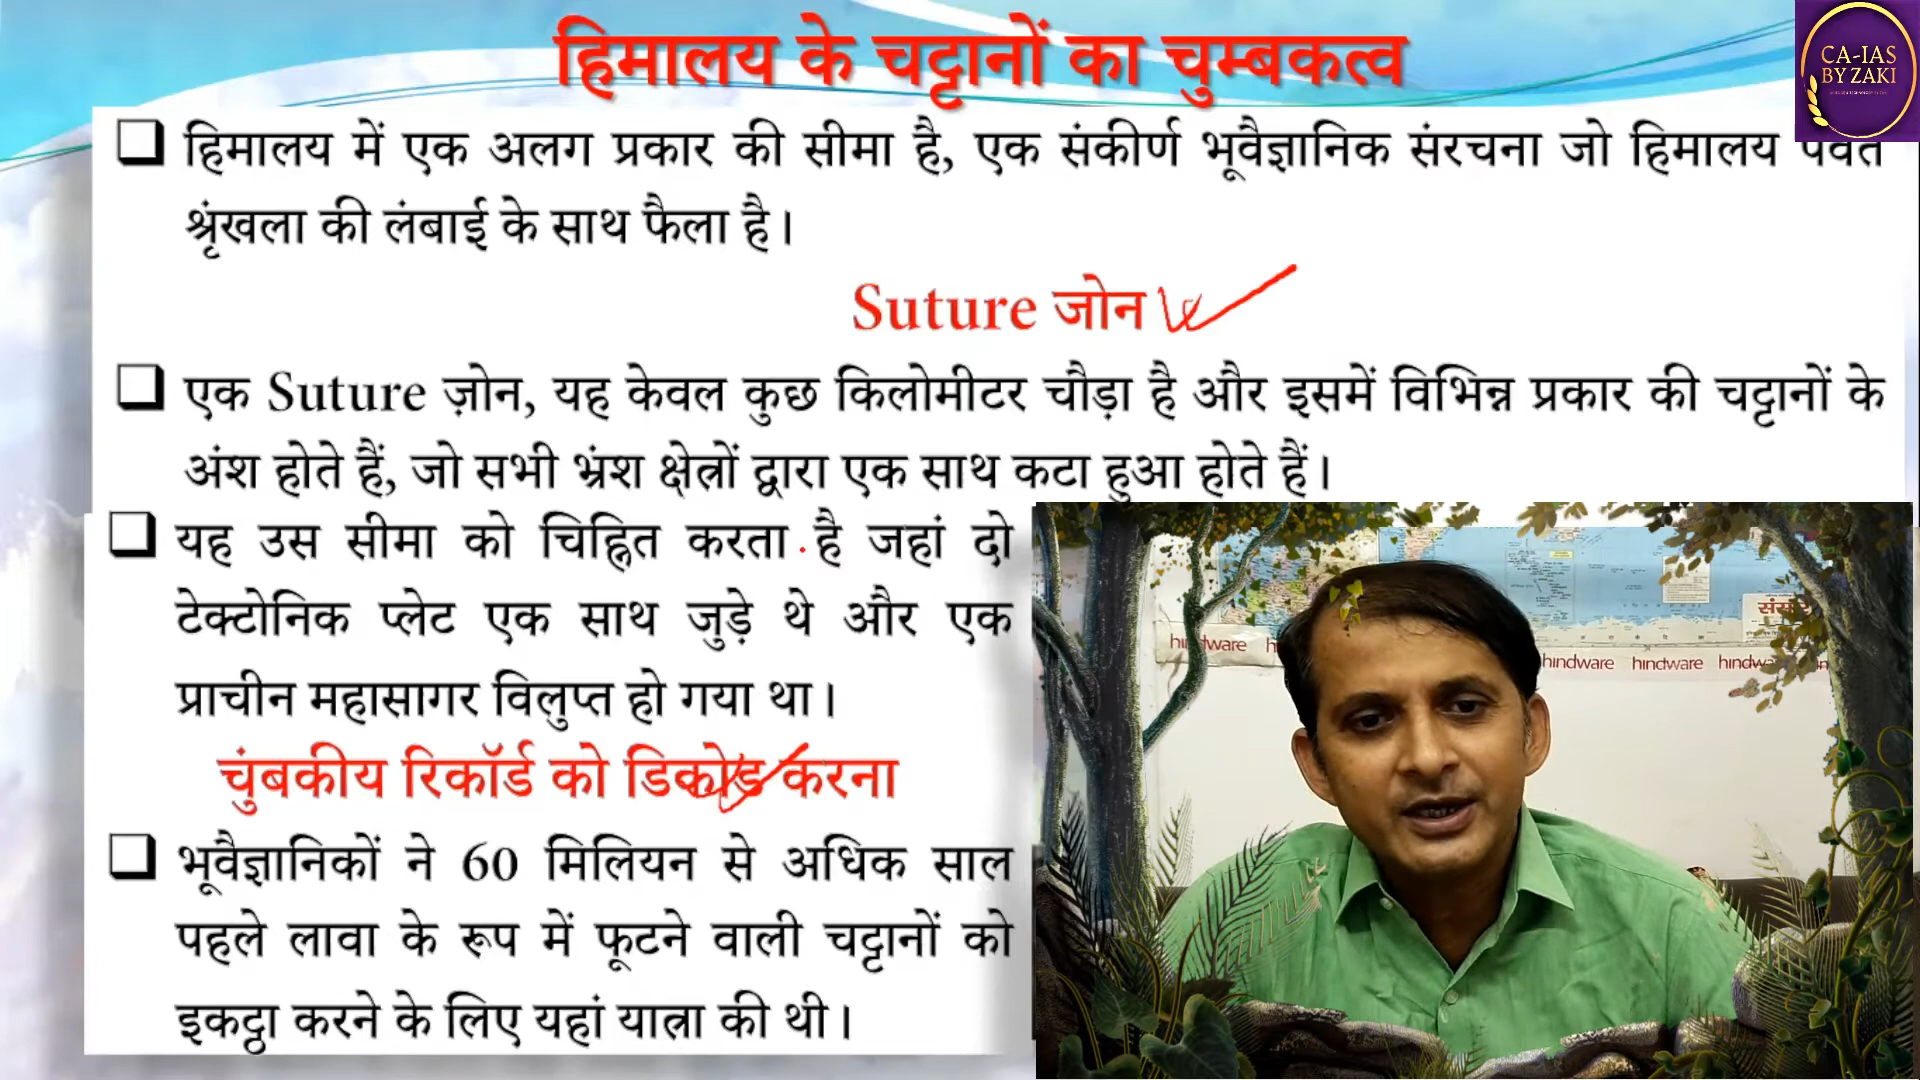 हिमालय के चट्टानों का चुम्बकत्व
CA-IAS
BY ZAKI
हिमालय में एक अलग प्रकार की सीमा है, एक संकीर्ण भूवैज्ञानिक संरचना जो हिमालय पर्वत
श्रृंखला की लंबाई के साथ फैला है।
Suture जोन
एक Suture ज़ोन, यह केवल कुछ किलोमीटर चौड़ा है और इसमें विभिन्न प्रकार की चट्टानों के
अंश होते हैं, जो सभी भ्रंश क्षेत्रों द्वारा एक साथ कटा हुआ होते हैं।
यह उस सीमा को चिह्नित करता है जहां दो
टेक्टोनिक प्लेट एक साथ जुड़े थे और एक
प्राचीन महासागर विलुप्त हो गया था।
चुंबकीय रिकॉर्ड को डिकोड करना
भूवैज्ञानिकों ने 60 मिलियन से अधिक साल
पहले लावा के रूप में फूटने वाली चट्टानों को
इकट्ठा करने के लिए यहां यात्रा की थी।
hindware hindware hindware